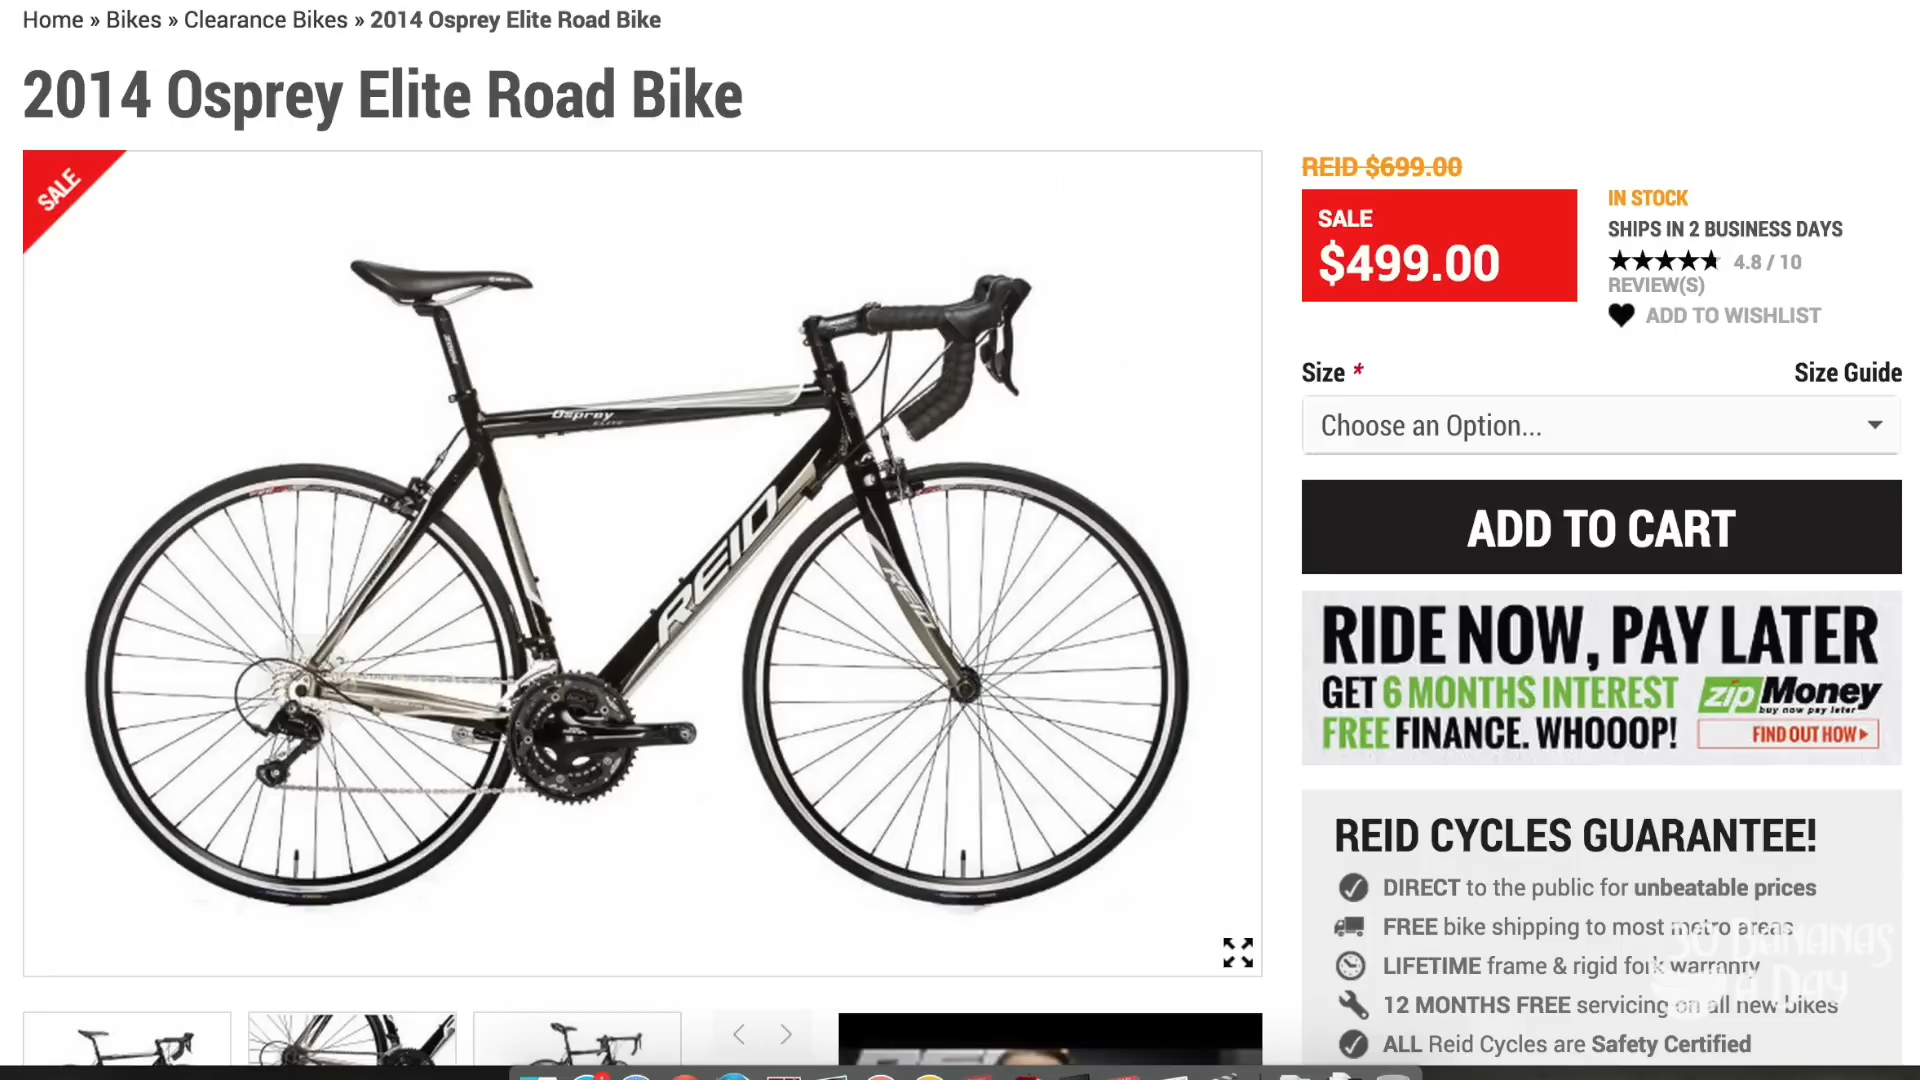 Home » Bikes » Clearance Bikes » 2014 Osprey Elite Road Bike
2014 Osprey Elite Road Bike
SALE
REID $699.00
SALE
$499.00
IN STOCK
SHIPS IN 2 BUSINESS DAYS
4.8 / 10
REVIEW(S)
ADD TO WISHLIST
Size *
Size Guide
Choose an Option...
ADD TO CART
Osprey
ELITE
REID
REID
RIDE NOW, PAY LATER
GET 6 MONTHS INTEREST
FREE FINANCE. WHOOOP!
zipMoney
buy now pay later
FIND OUT HOW
REID CYCLES GUARANTEE!
DIRECT to the public for unbeatable prices
FREE bike shipping to most metro areas
LIFETIME frame & rigid fork warranty
12 MONTHS FREE servicing on all new bikes
ALL Reid Cycles are Safety Certified
30 BANANAS
A DAY